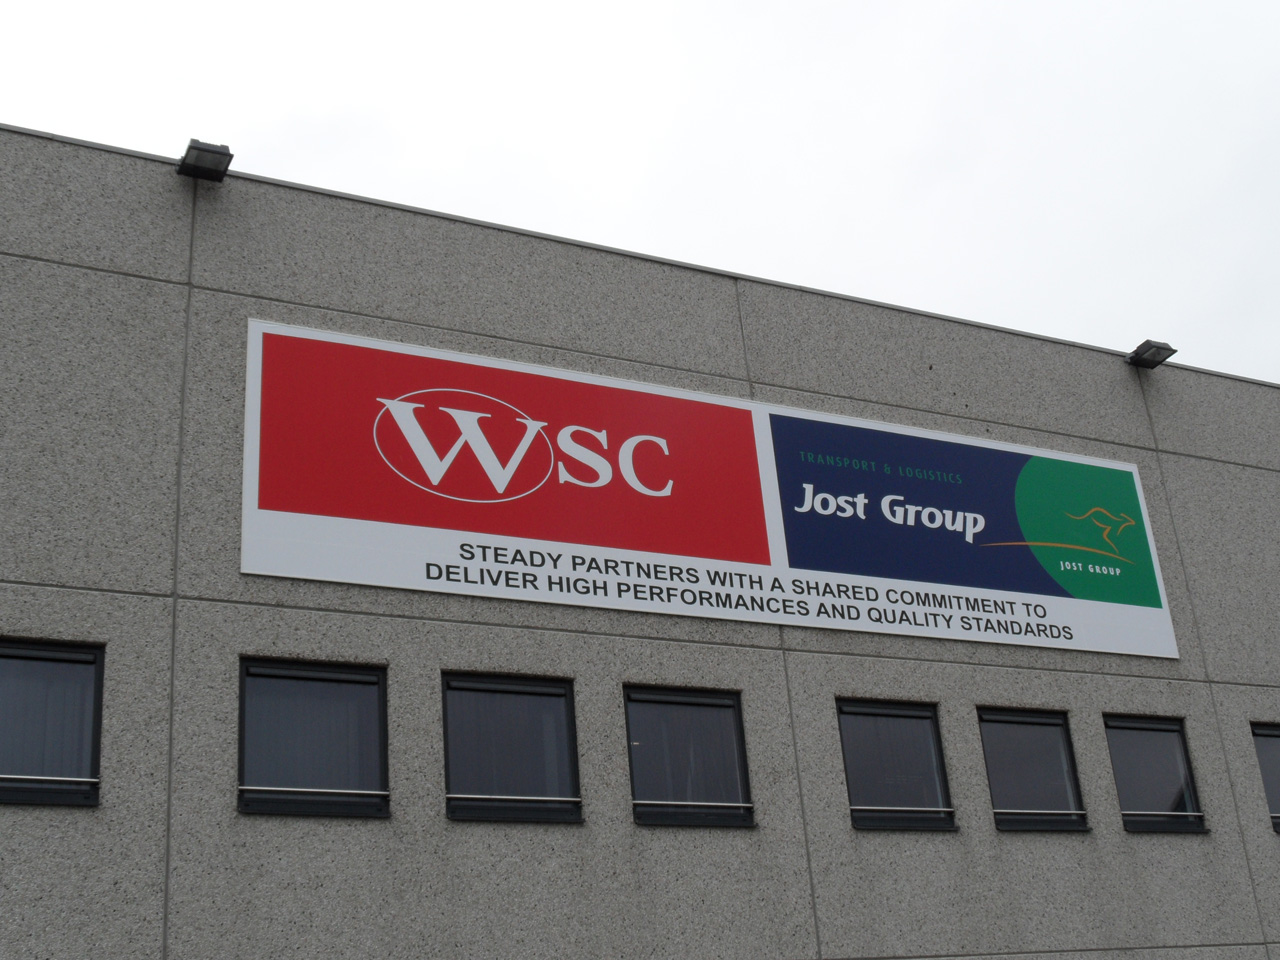 WSC
TRANSPORT & LOGISTICS
Jost Group
JOST GROUP
STEADY PARTNERS WITH A SHARED COMMITMENT TO
DELIVER HIGH PERFORMANCES AND QUALITY STANDARDS